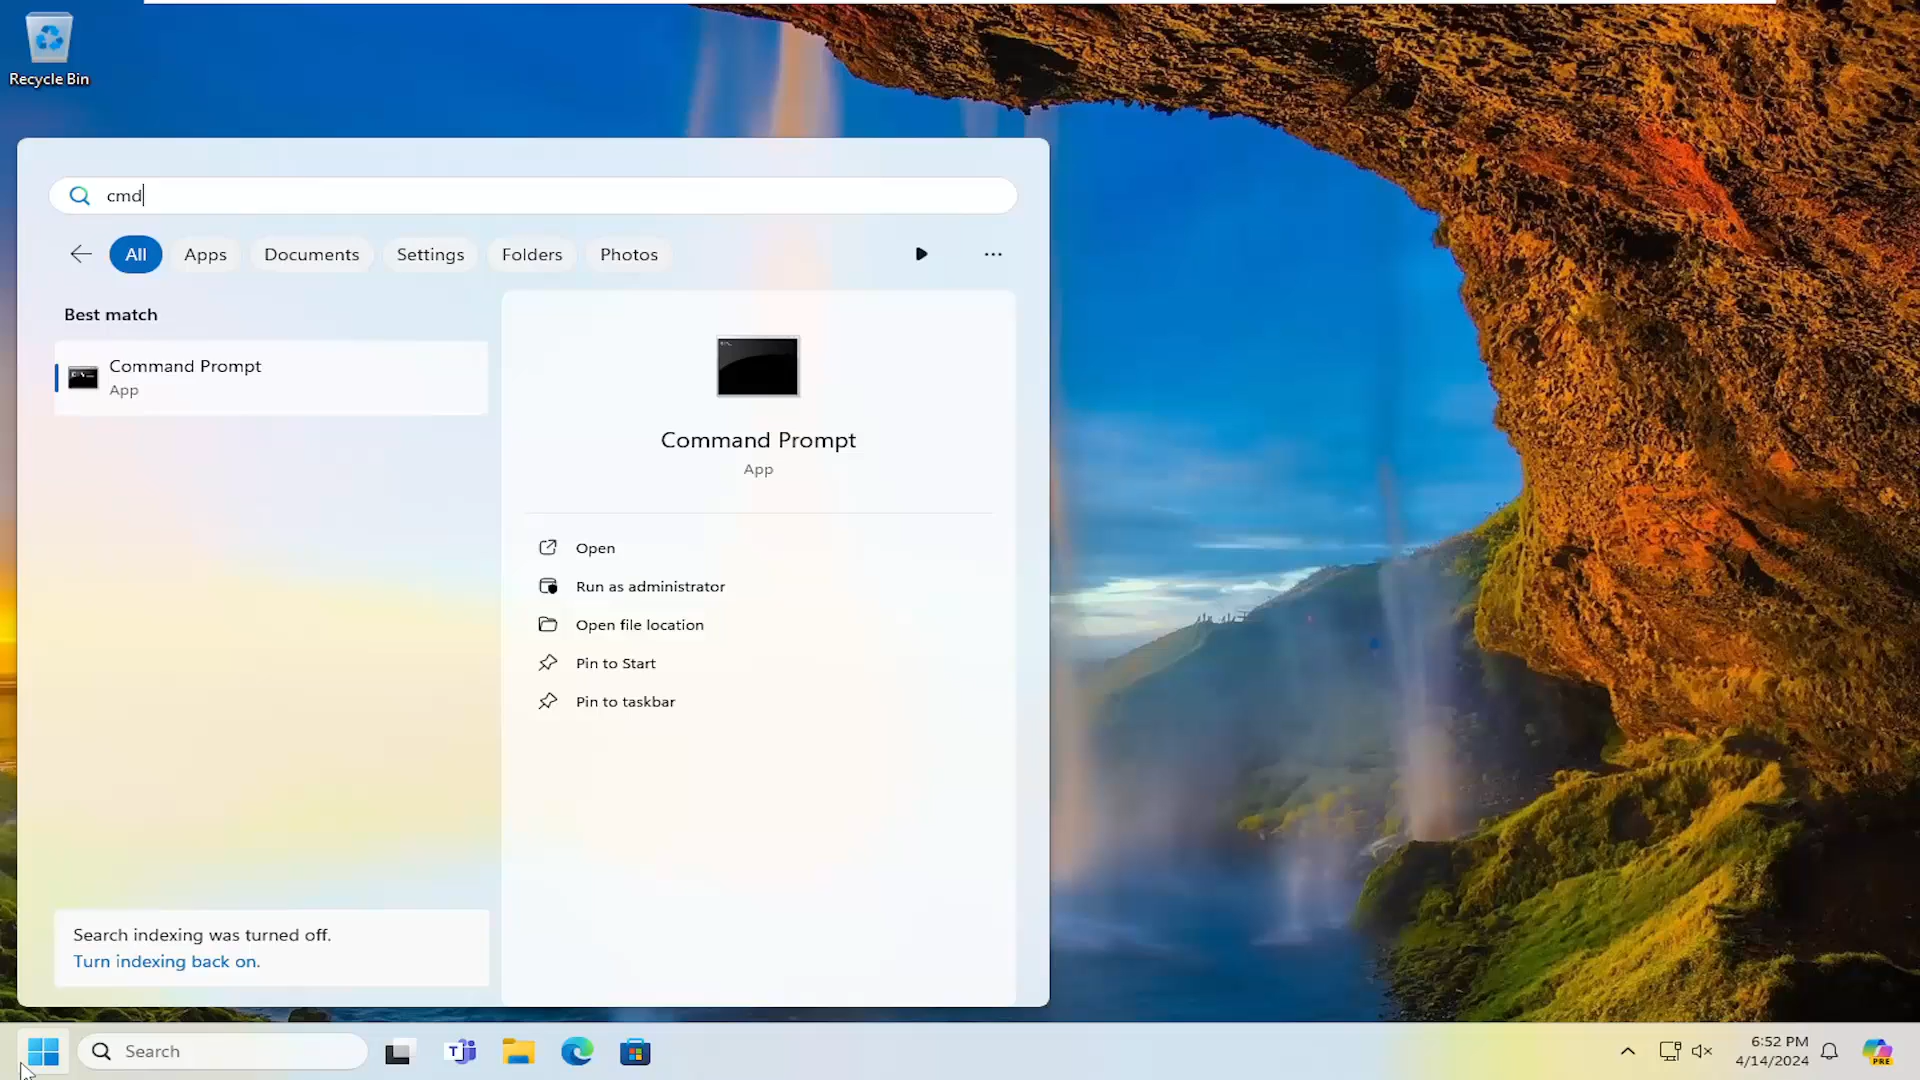 Recycle Bin
cmd
All
Apps
Documents
Settings
Folders
Photos
Best match
Command Prompt
App
Command Prompt
App
Open
Run as administrator
Open file location
Pin to Start
Pin to taskbar
Search indexing was turned off.
Turn indexing back on.
Search
6:52 PM
4/14/2024
PRE